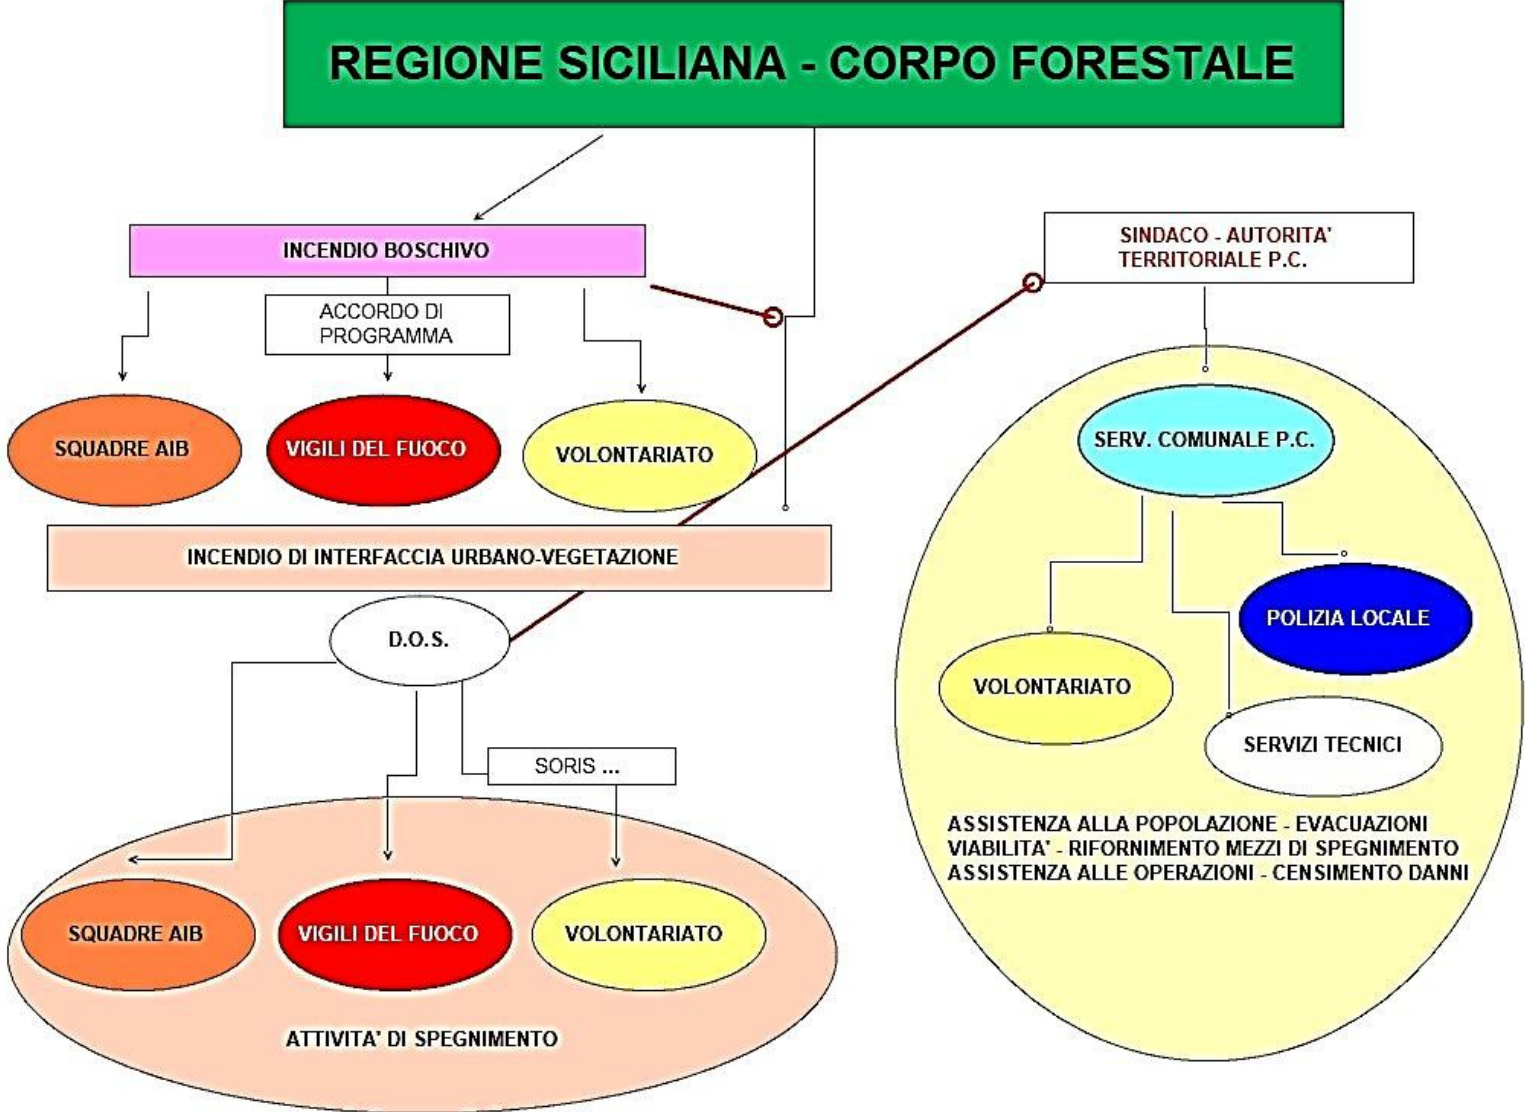 REGIONE SICILIANA - CORPO FORESTALE
INCENDIO BOSCHIVO
SINDACO - AUTORITA'
TERRITORIALE P.C.
ACCORDO DI
PROGRAMMA
SQUADRE AIB
VIGILI DEL FUOCO
VOLONTARIATO
SERV. COMUNALE P.C.
INCENDIO DI INTERFACCIA URBANO-VEGETAZIONE
D.O.S.
POLIZIA LOCALE
VOLONTARIATO
SERVIZI TECNICI
SORIS ...
ASSISTENZA ALLA POPOLAZIONE - EVACUAZIONI
VIABILITA' - RIFORNIMENTO MEZZI DI SPEGNIMENTO
ASSISTENZA ALLE OPERAZIONI - CENSIMENTO DANNI
SQUADRE AIB
VIGILI DEL FUOCO
VOLONTARIATO
ATTIVITA' DI SPEGNIMENTO